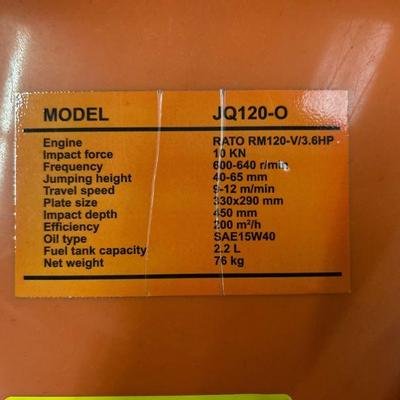 MODEL JQ120-O
Engine RATO RM120-V/3.6HP
Impact force 10 KN
Frequency 600-640 r/min
Jumping height 40-65 mm
Travel speed 9-12 m/min
Plate size 330x290 mm
Impact depth 450 mm
Efficiency 200 m²/h
Oil type SAE15W40
Fuel tank capacity 2.2 L
Net weight 76 kg